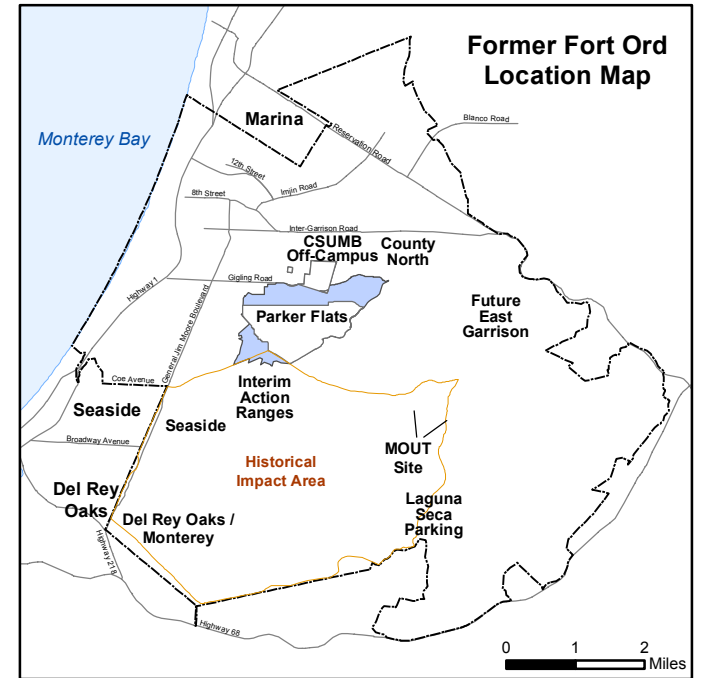 Former Fort Ord
Location Map
Marina
Blanco Road
Reservation Road
Monterey Bay
12th Street
Imjin Road
8th Street
Inter-Garrison Road
CSUMB
Off-Campus
County
North
Gigling Road
Highway 1
Parker Flats
Future
East
Garrison
General Jim Moore Boulevard
Coe Avenue
Interim
Action
Ranges
Seaside
Seaside
Broadway Avenue
MOUT
Site
Historical
Impact Area
Del Rey
Oaks
Laguna
Seca
Parking
Del Rey Oaks /
Monterey
Highway 218
Highway 68
0 1 2
Miles